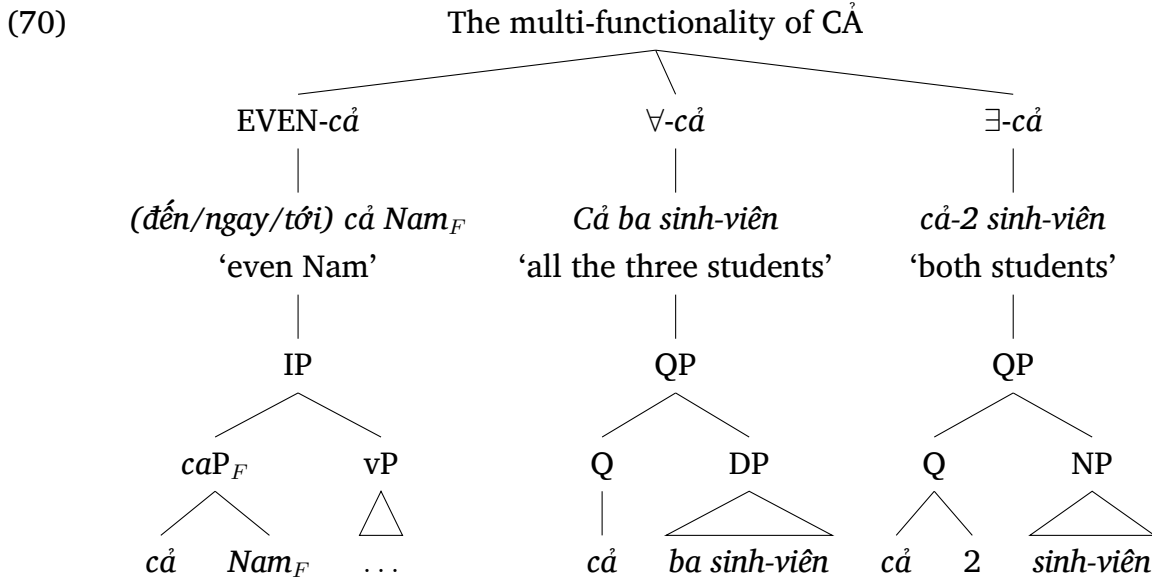 (70) The multi-functionality of CẢ
EVEN-cả ∀-cả ∃-cả
(đến/ngay/tới) cả Nam_F Cả ba sinh-viên cả-2 sinh-viên
‘even Nam’ ‘all the three students’ ‘both students’
IP QP QP
caP_F vP Q DP Q NP
cả Nam_F ... cả ba sinh-viên cả 2 sinh-viên